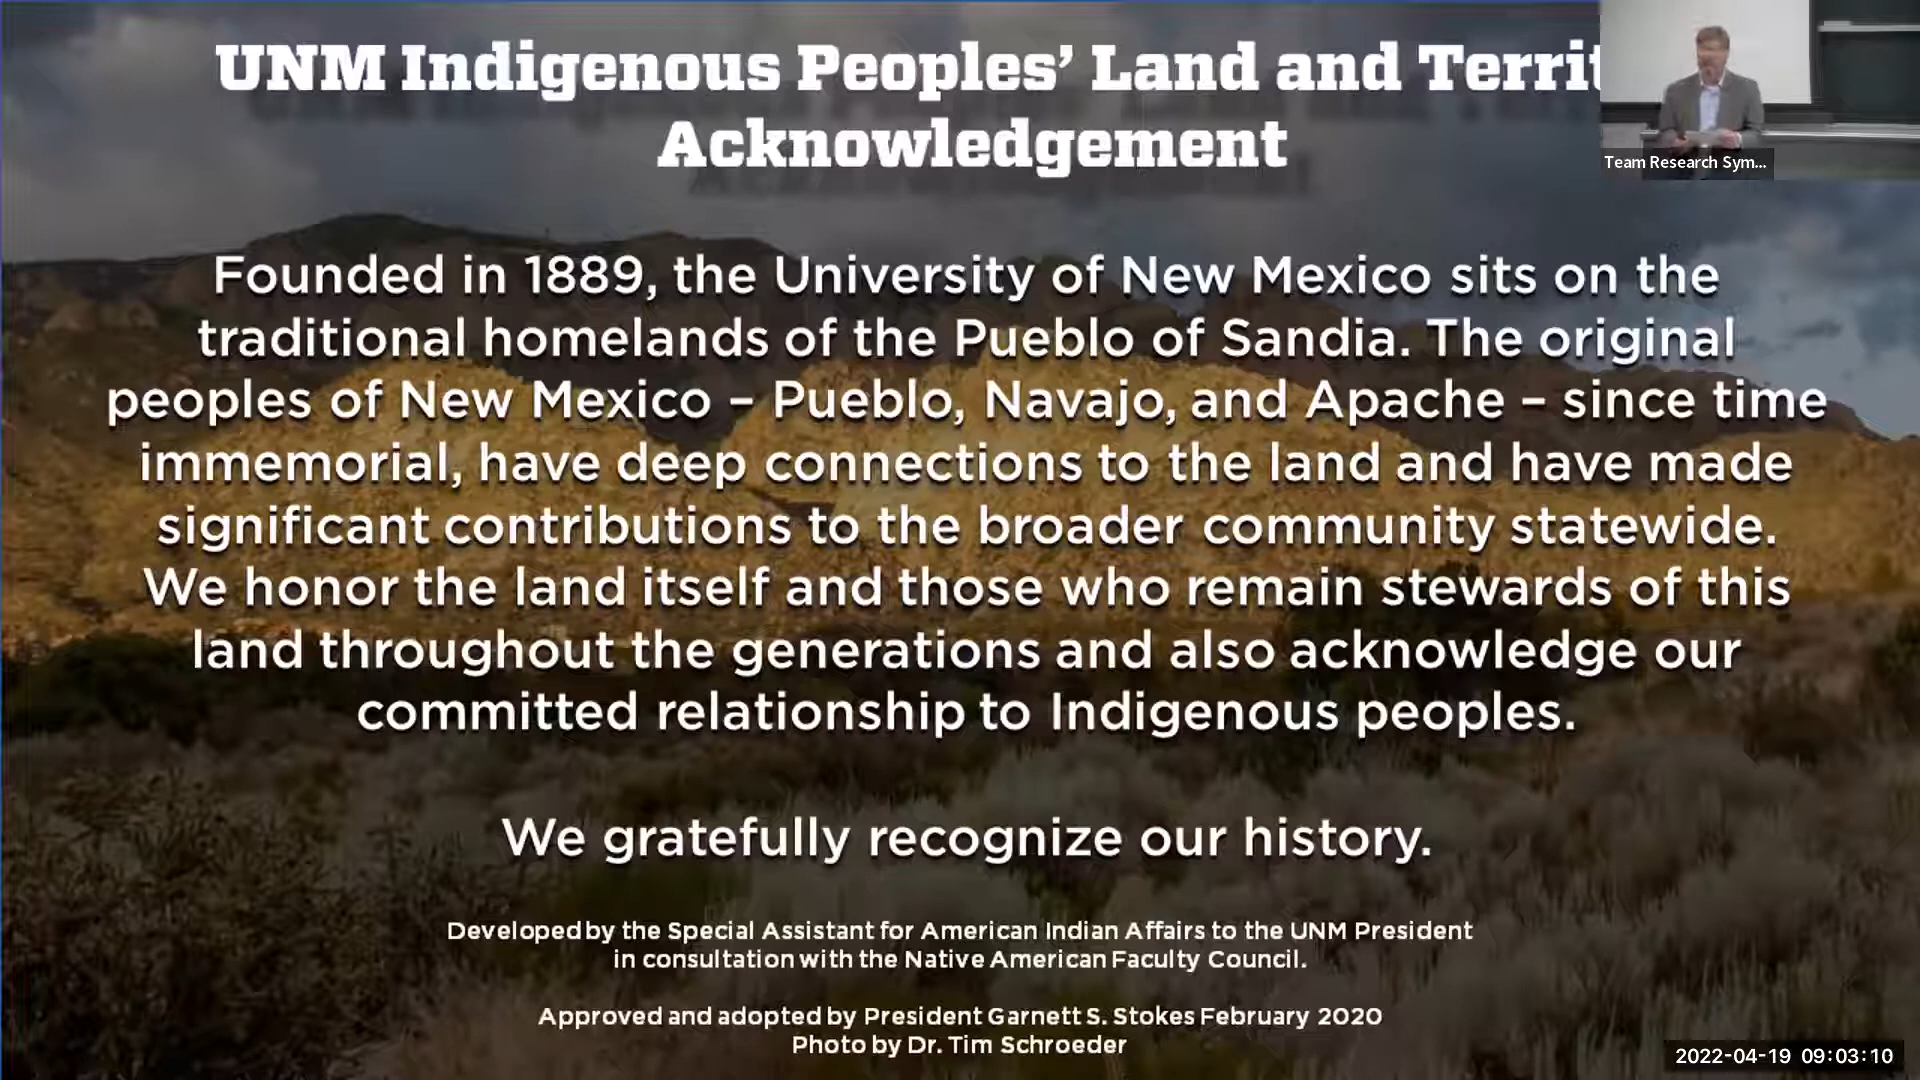 UNM Indigenous Peoples’ Land and Territ
Acknowledgement
Team Research Sym...
Founded in 1889, the University of New Mexico sits on the
traditional homelands of the Pueblo of Sandia. The original
peoples of New Mexico – Pueblo, Navajo, and Apache – since time
immemorial, have deep connections to the land and have made
significant contributions to the broader community statewide.
We honor the land itself and those who remain stewards of this
land throughout the generations and also acknowledge our
committed relationship to Indigenous peoples.
We gratefully recognize our history.
Developed by the Special Assistant for American Indian Affairs to the UNM President
in consultation with the Native American Faculty Council.
Approved and adopted by President Garnett S. Stokes February 2020
Photo by Dr. Tim Schroeder
2022-04-19 09:03:10